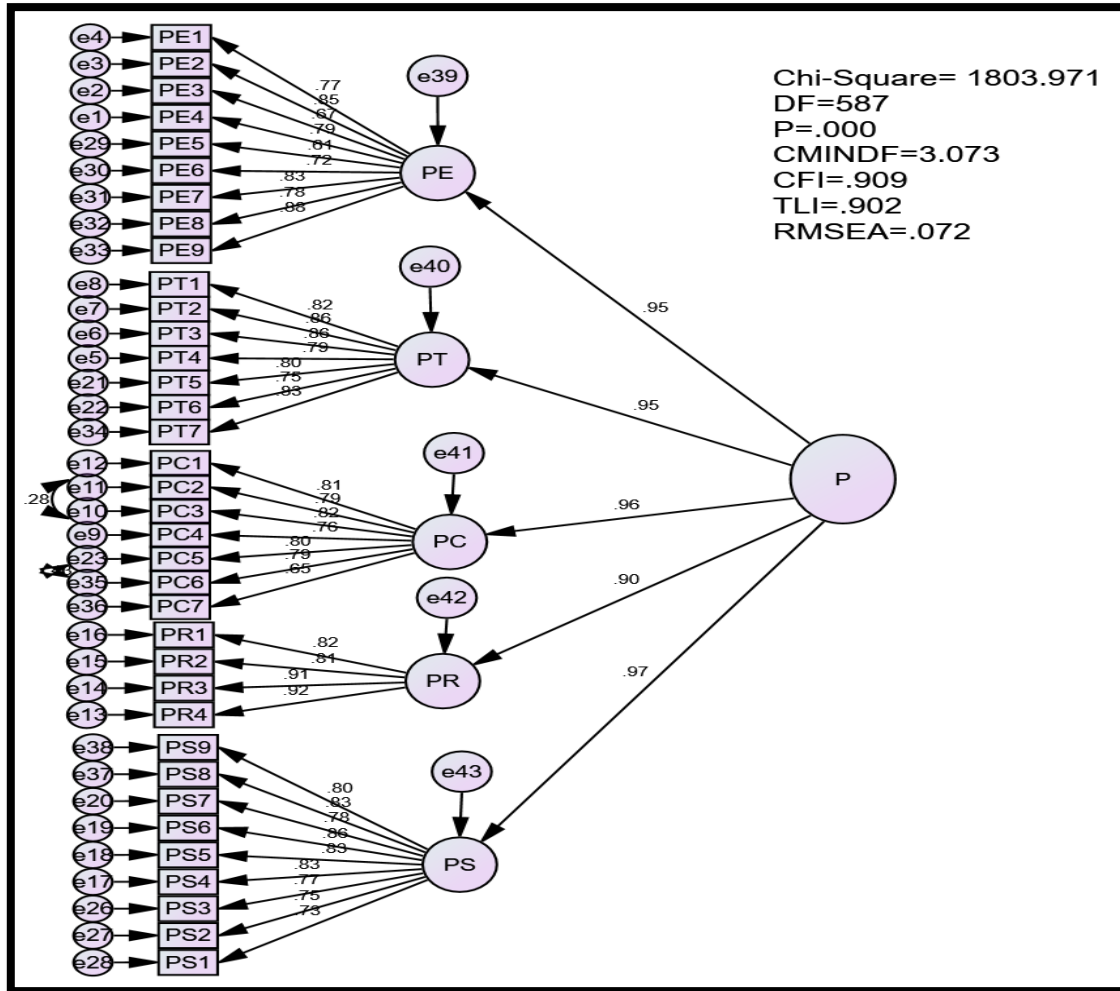 e4 PE1
e3 PE2
e2 PE3
e1 PE4
e29 PE5
e30 PE6
e31 PE7
e32 PE8
e33 PE9
.77
.85
.67
.79
.61
.72
.83
.78
.88
e39
PE
Chi-Square= 1803.971
DF=587
P=.000
CMINDF=3.073
CFI=.909
TLI=.902
RMSEA=.072
e8 PT1
e7 PT2
e6 PT3
e5 PT4
e21 PT5
e22 PT6
e34 PT7
.82
.86
.86
.79
.80
.75
.83
e40
PT
.95
.95
P
e12 PC1
e11 PC2
e10 PC3
e9 PC4
e23 PC5
e35 PC6
e36 PC7
.28
.81
.79
.82
.76
.80
.79
.65
e41
PC
.96
e16 PR1
e15 PR2
e14 PR3
e13 PR4
.82
.81
.91
.92
e42
PR
.90
e38 PS9
e37 PS8
e20 PS7
e19 PS6
e18 PS5
e17 PS4
e26 PS3
e27 PS2
e28 PS1
.80
.83
.78
.86
.83
.83
.77
.75
.73
e43
PS
.97